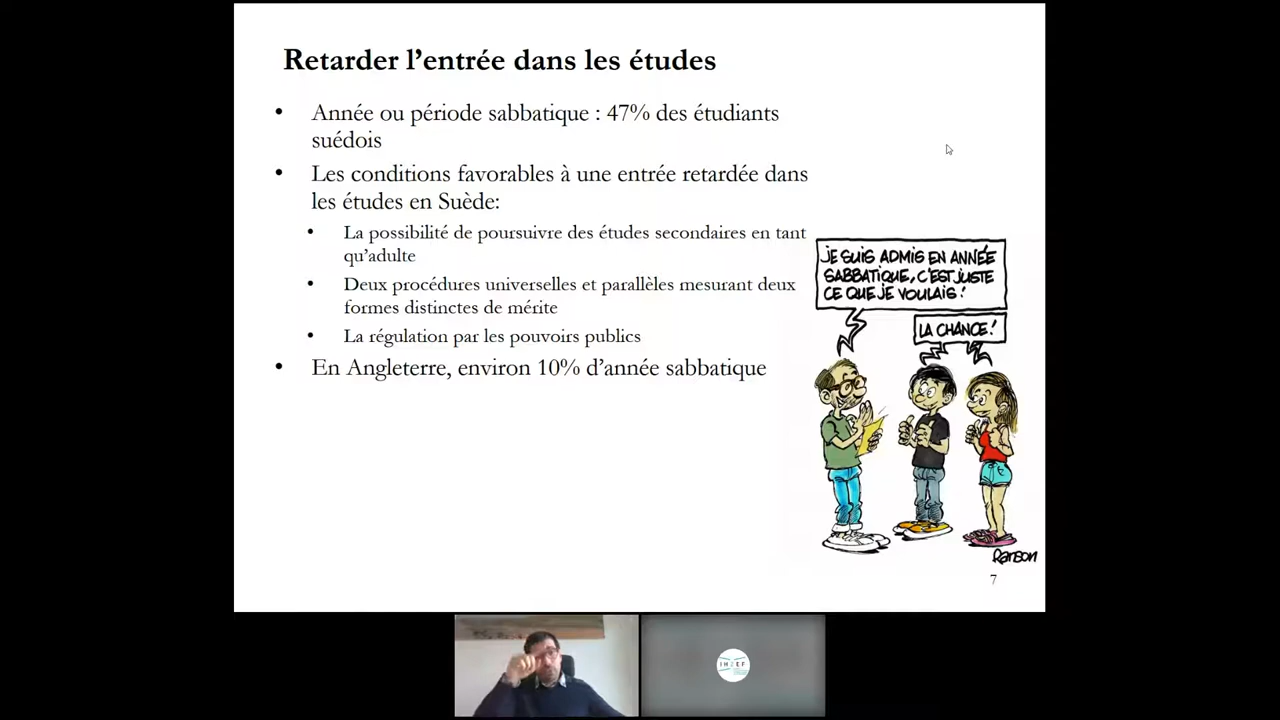 Retarder l’entrée dans les études
• Année ou période sabbatique : 47% des étudiants
suédois
• Les conditions favorables à une entrée retardée dans
les études en Suède:
• La possibilité de poursuivre des études secondaires en tant
qu’adulte
• Deux procédures universelles et parallèles mesurant deux
formes distinctes de mérite
• La régulation par les pouvoirs publics
• En Angleterre, environ 10% d’année sabbatique
JE SUIS ADMIS EN ANNÉE
SABBATIQUE, C'EST JUSTE
CE QUE JE VOULAIS !
LA CHANCE !
Ranson
7
IH2EF